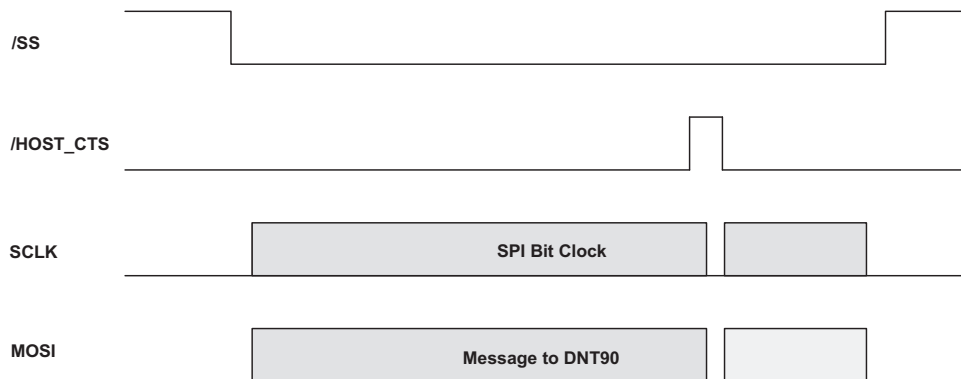 /SS
/HOST_CTS
SCLK
SPI Bit Clock
MOSI
Message to DNT90